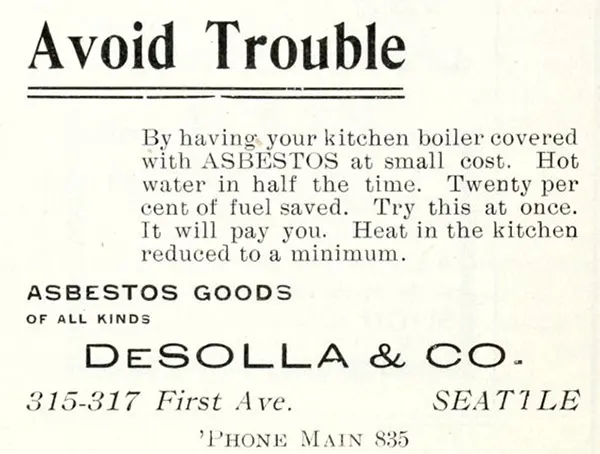 Avoid Trouble
By having your kitchen boiler covered
with ASBESTOS at small cost. Hot
water in half the time. Twenty per
cent of fuel saved. Try this at once.
It will pay you. Heat in the kitchen
reduced to a minimum.
ASBESTOS GOODS
OF ALL KINDS
DESOLLA & CO.
315-317 First Ave. SEATTLE
'PHONE MAIN 835